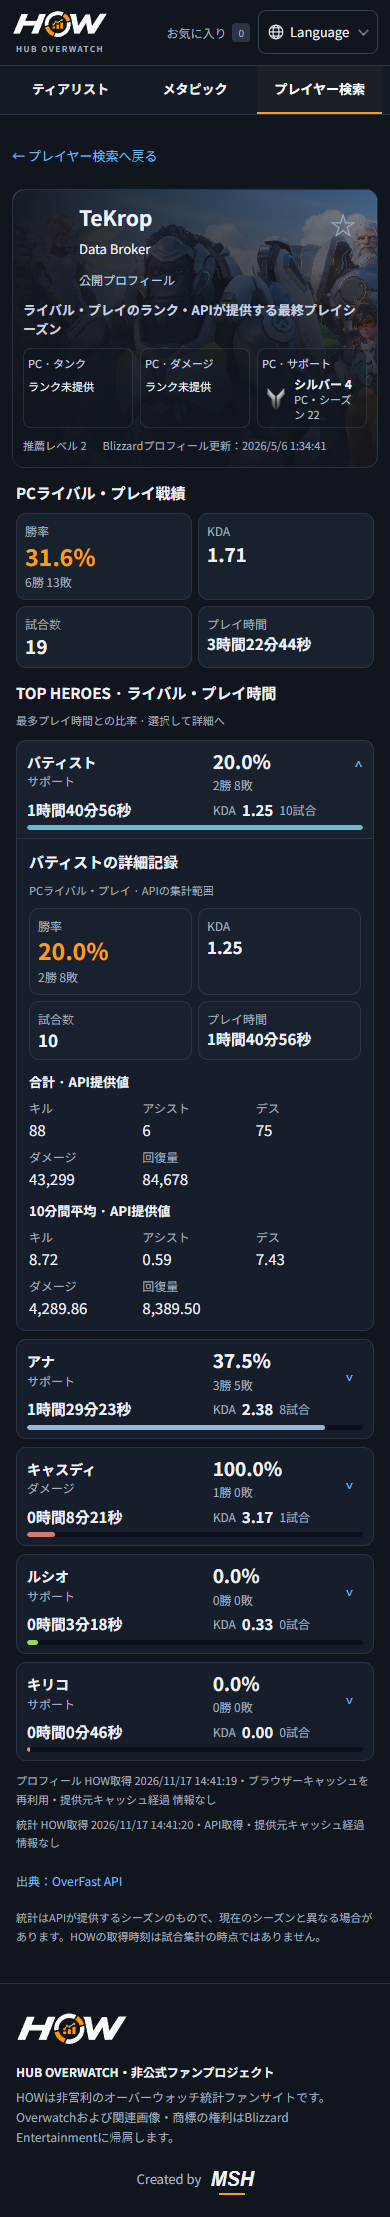 HOW
HUB OVERWATCH
お気に入り 0
Language
ティアリスト メタピック プレイヤー検索
← プレイヤー検索へ戻る
TeKrop
Data Broker
公開プロフィール
ライバル・プレイのランク・APIが提供する最終プレイシ
ーズン
PC · タンク
ランク未提供
PC · ダメージ
ランク未提供
PC · サポート
シルバー 4
PC・シーズ
ン 22
推薦レベル 2 Blizzardプロフィール更新：2026/5/6 1:34:41
PCライバル・プレイ戦績
勝率
31.6%
6勝 13敗
KDA
1.71
試合数
19
プレイ時間
3時間22分44秒
TOP HEROES · ライバル・プレイ時間
最多プレイ時間との比率 · 選択して詳細へ
バティスト
サポート
20.0%
2勝 8敗
1時間40分56秒
KDA 1.25 10試合
バティストの詳細記録
PCライバル・プレイ · APIの集計範囲
勝率
20.0%
2勝 8敗
KDA
1.25
試合数
10
プレイ時間
1時間40分56秒
合計 · API提供値
キル アシスト デス
88 6 75
ダメージ 回復量
43,299 84,678
10分間平均 · API提供値
キル アシスト デス
8.72 0.59 7.43
ダメージ 回復量
4,289.86 8,389.50
アナ
サポート
37.5%
3勝 5敗
1時間29分23秒
KDA 2.38 8試合
キャスディ
ダメージ
100.0%
1勝 0敗
0時間8分21秒
KDA 3.17 1試合
ルシオ
サポート
0.0%
0勝 0敗
0時間3分18秒
KDA 0.33 0試合
キリコ
サポート
0.0%
0勝 0敗
0時間0分46秒
KDA 0.00 0試合
プロフィール HOW取得 2026/11/17 14:41:19・ブラウザーキャッシュを
再利用・提供元キャッシュ経過 情報なし
統計 HOW取得 2026/11/17 14:41:20・API取得・提供元キャッシュ経過
情報なし
出典：OverFast API
統計はAPIが提供するシーズンのもので、現在のシーズンと異なる場合が
あります。HOWの取得時刻は試合集計の時点ではありません。
HOW
HUB OVERWATCH・非公式ファンプロジェクト
HOWは非営利のオーバーウォッチ統計ファンサイトです。
Overwatchおよび関連画像・商標の権利はBlizzard
Entertainmentに帰属します。
Created by MSH